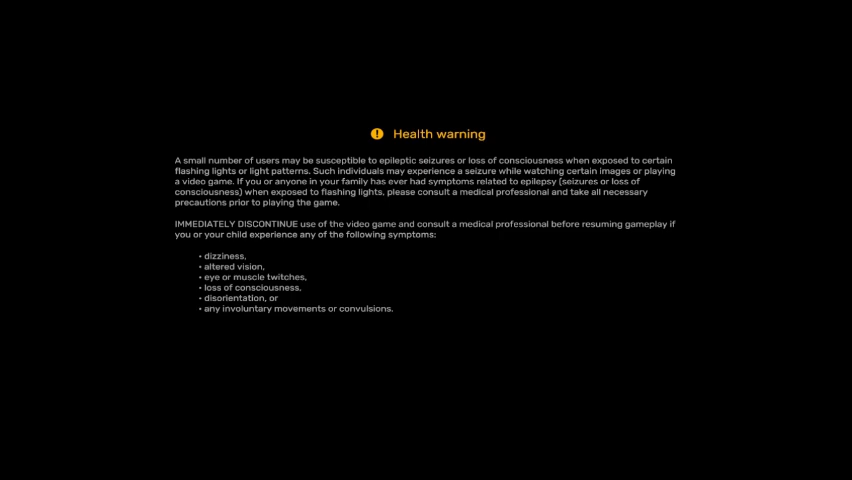 Health warning
A small number of users may be susceptible to epileptic seizures or loss of consciousness when exposed to certain
flashing lights or light patterns. Such individuals may experience a seizure while watching certain images or playing
a video game. If you or anyone in your family has ever had symptoms related to epilepsy (seizures or loss of
consciousness) when exposed to flashing lights, please consult a medical professional and take all necessary
precautions prior to playing the game.
IMMEDIATELY DISCONTINUE use of the video game and consult a medical professional before resuming gameplay if
you or your child experience any of the following symptoms:
• dizziness,
• altered vision,
• eye or muscle twitches,
• loss of consciousness,
• disorientation, or
• any involuntary movements or convulsions.